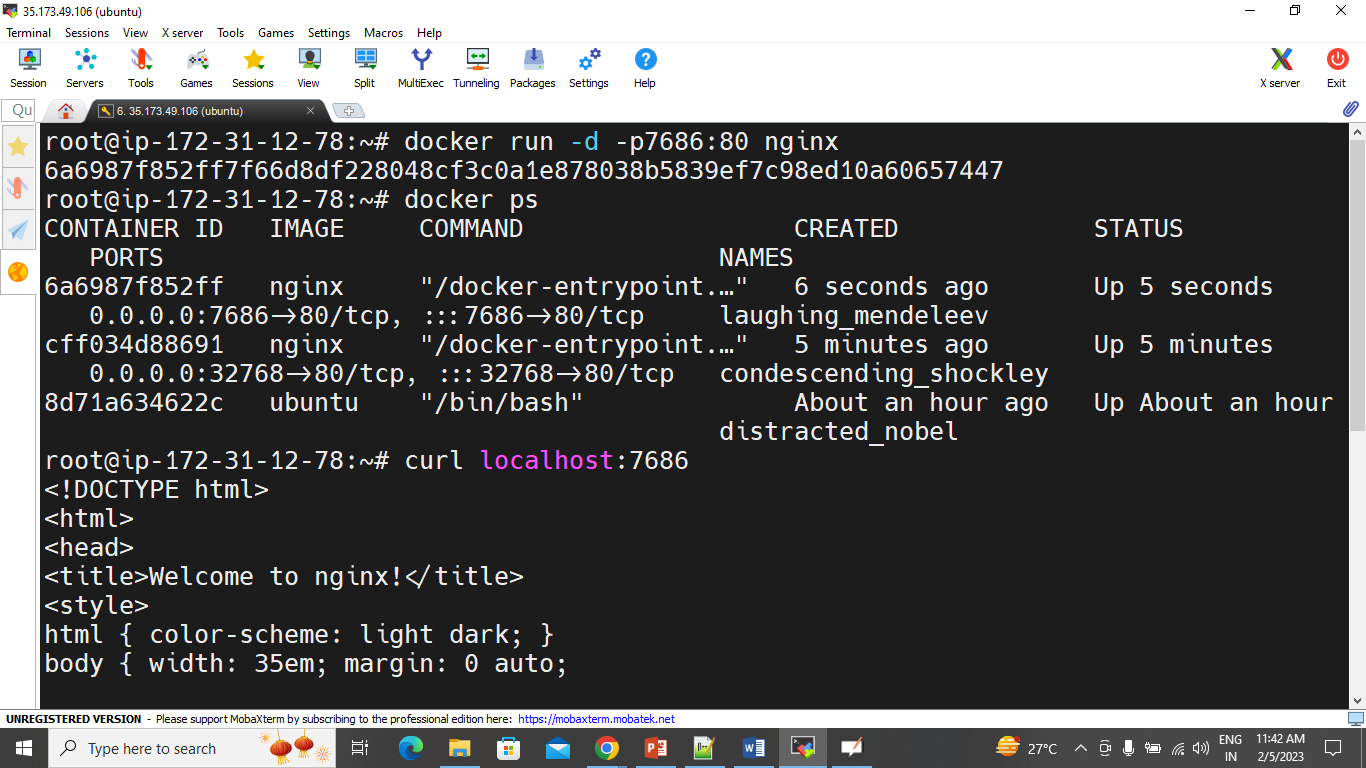 35.173.49.106 (ubuntu)
Terminal Sessions View X server Tools Games Settings Macros Help
Session Servers Tools Games Sessions View Split MultiExec Tunneling Packages Settings Help X server Exit
Qu 6. 35.173.49.106 (ubuntu)
root@ip-172-31-12-78:~# docker run -d -p7686:80 nginx
6a6987f852ff7f66d8df228048cf3c0a1e878038b5839ef7c98ed10a60657447
root@ip-172-31-12-78:~# docker ps
CONTAINER ID IMAGE COMMAND CREATED STATUS
PORTS NAMES
6a6987f852ff nginx "/docker-entrypoint.…" 6 seconds ago Up 5 seconds
0.0.0.0:7686->80/tcp, :::7686->80/tcp laughing_mendeleev
cff034d88691 nginx "/docker-entrypoint.…" 5 minutes ago Up 5 minutes
0.0.0.0:32768->80/tcp, :::32768->80/tcp condescending_shockley
8d71a634622c ubuntu "/bin/bash" About an hour ago Up About an hour
distracted_nobel
root@ip-172-31-12-78:~# curl localhost:7686
<!DOCTYPE html>
<html>
<head>
<title>Welcome to nginx!</title>
<style>
html { color-scheme: light dark; }
body { width: 35em; margin: 0 auto;
UNREGISTERED VERSION - Please support MobaXterm by subscribing to the professional edition here: https://mobaxterm.mobatek.net
Type here to search 27°C ENG 11:42 AM
IN 2/5/2023